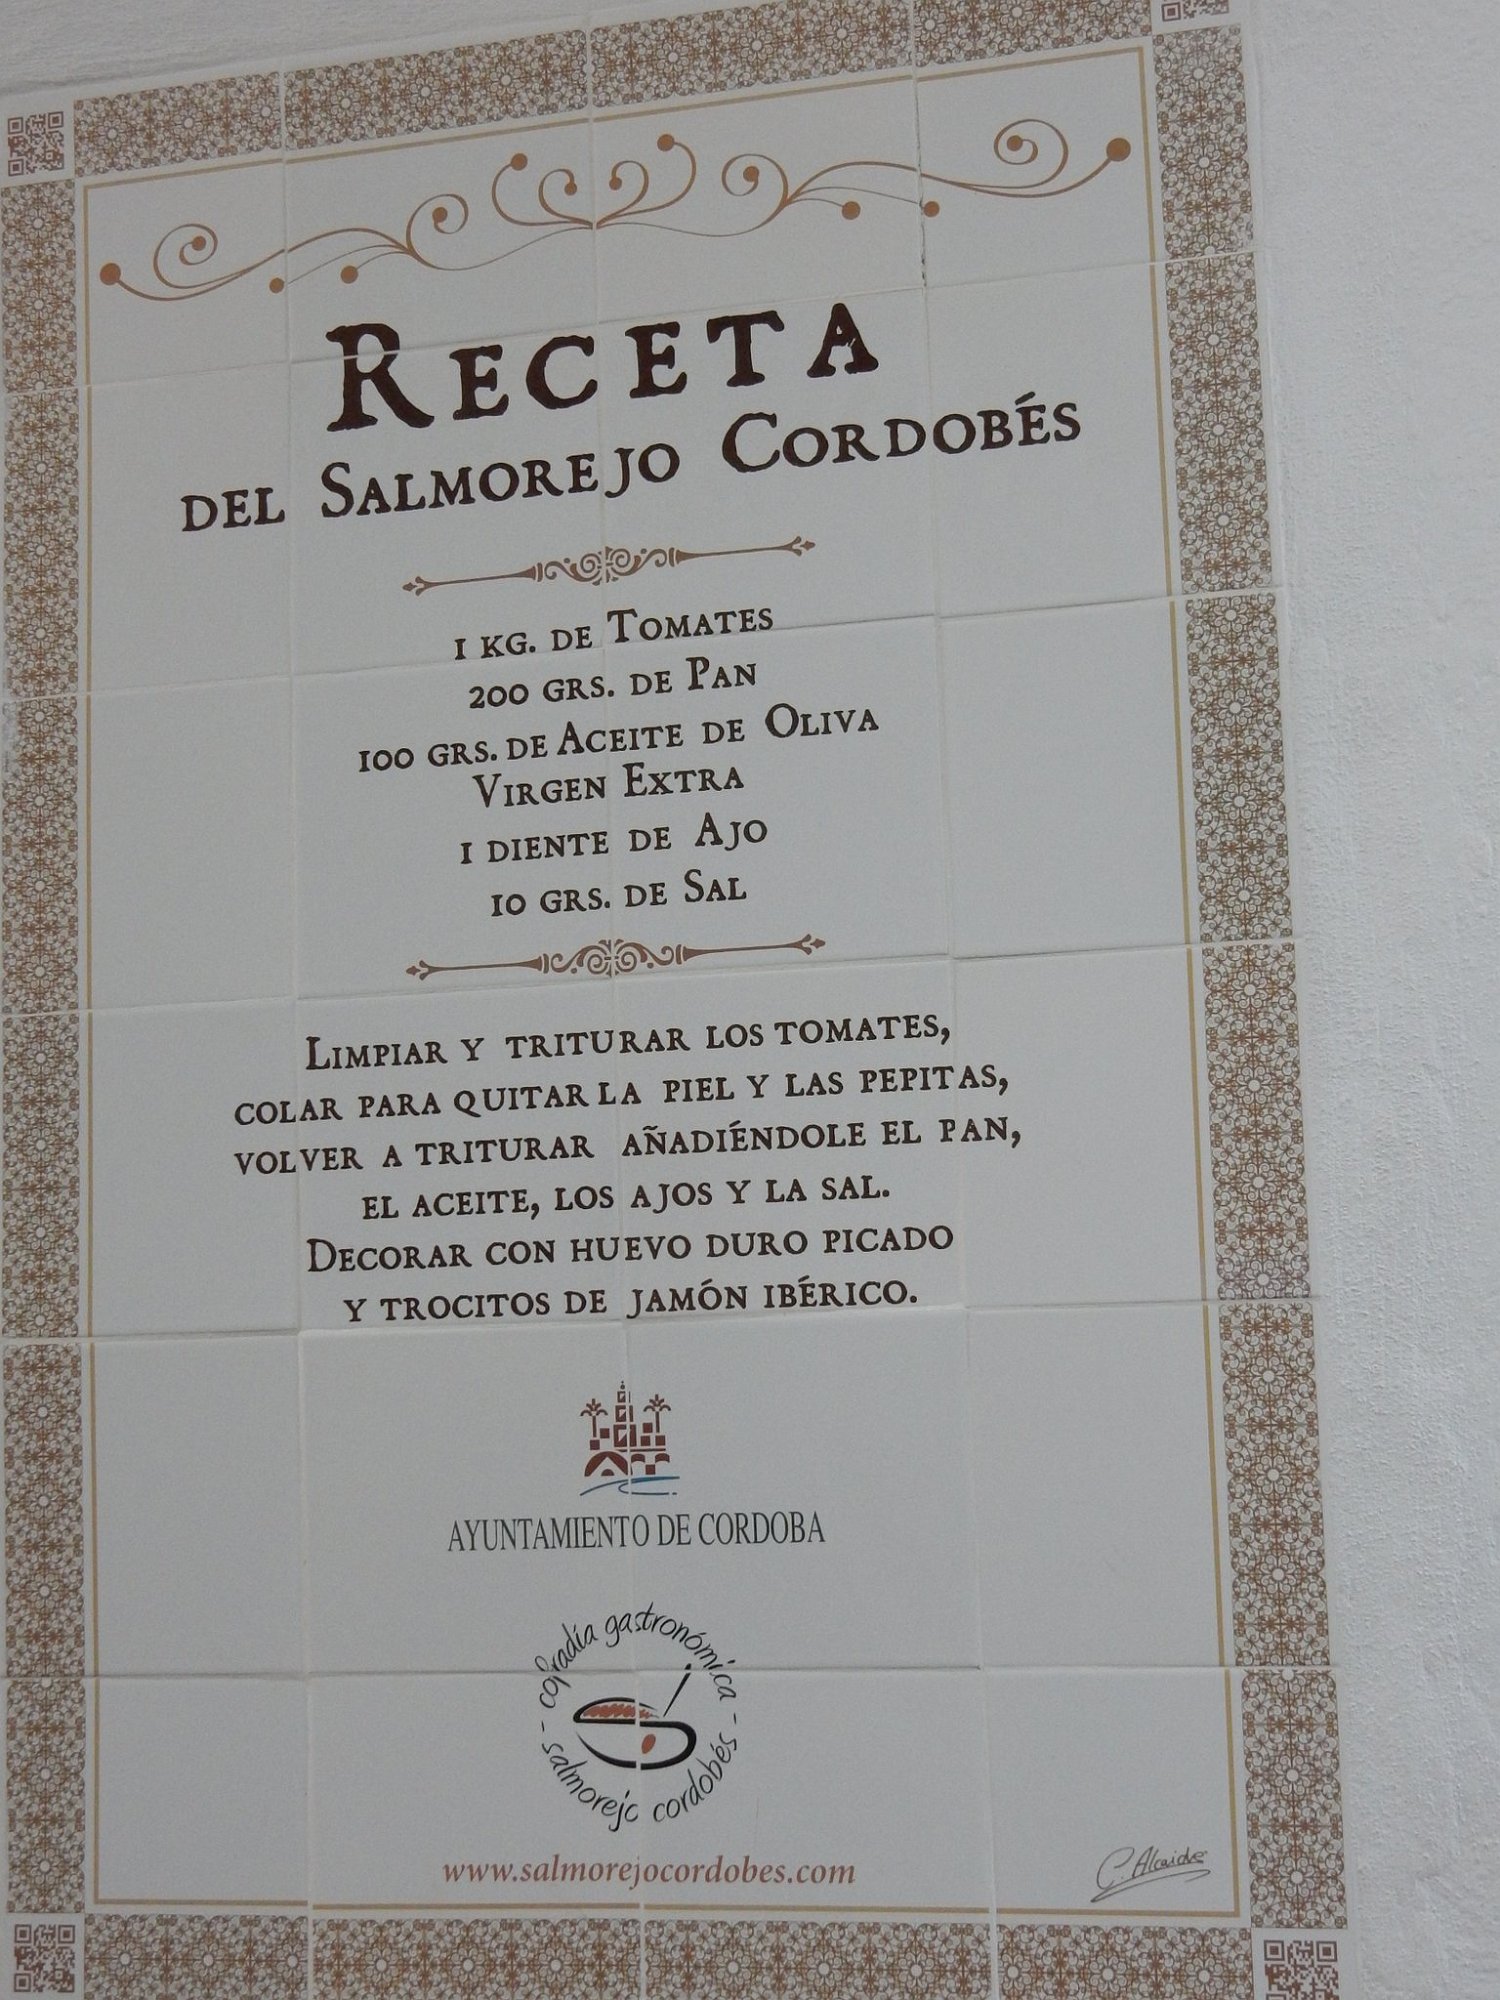 RECETA
DEL SALMOREJO CORDOBÉS
1 KG. DE TOMATES
200 GRS. DE PAN
100 GRS. DE ACEITE DE OLIVA
VIRGEN EXTRA
1 DIENTE DE AJO
10 GRS. DE SAL
LIMPIAR Y TRITURAR LOS TOMATES,
COLAR PARA QUITAR LA PIEL Y LAS PEPITAS,
VOLVER A TRITURAR AÑADIÉNDOLE EL PAN,
EL ACEITE, LOS AJOS Y LA SAL.
DECORAR CON HUEVO DURO PICADO
Y TROCITOS DE JAMÓN IBÉRICO.
AYUNTAMIENTO DE CORDOBA
cofradía gastronómica
- salmorejo cordobés -
www.salmorejocordobes.com
C. Alcaide